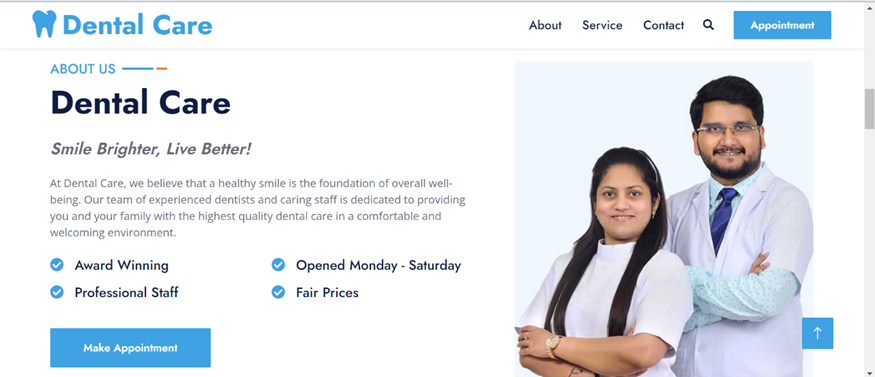 Dental Care
About Service Contact Appointment
ABOUT US
Dental Care
Smile Brighter, Live Better!
At Dental Care, we believe that a healthy smile is the foundation of overall well-
being. Our team of experienced dentists and caring staff is dedicated to providing
you and your family with the highest quality dental care in a comfortable and
welcoming environment.
Award Winning
Opened Monday - Saturday
Professional Staff
Fair Prices
Make Appointment